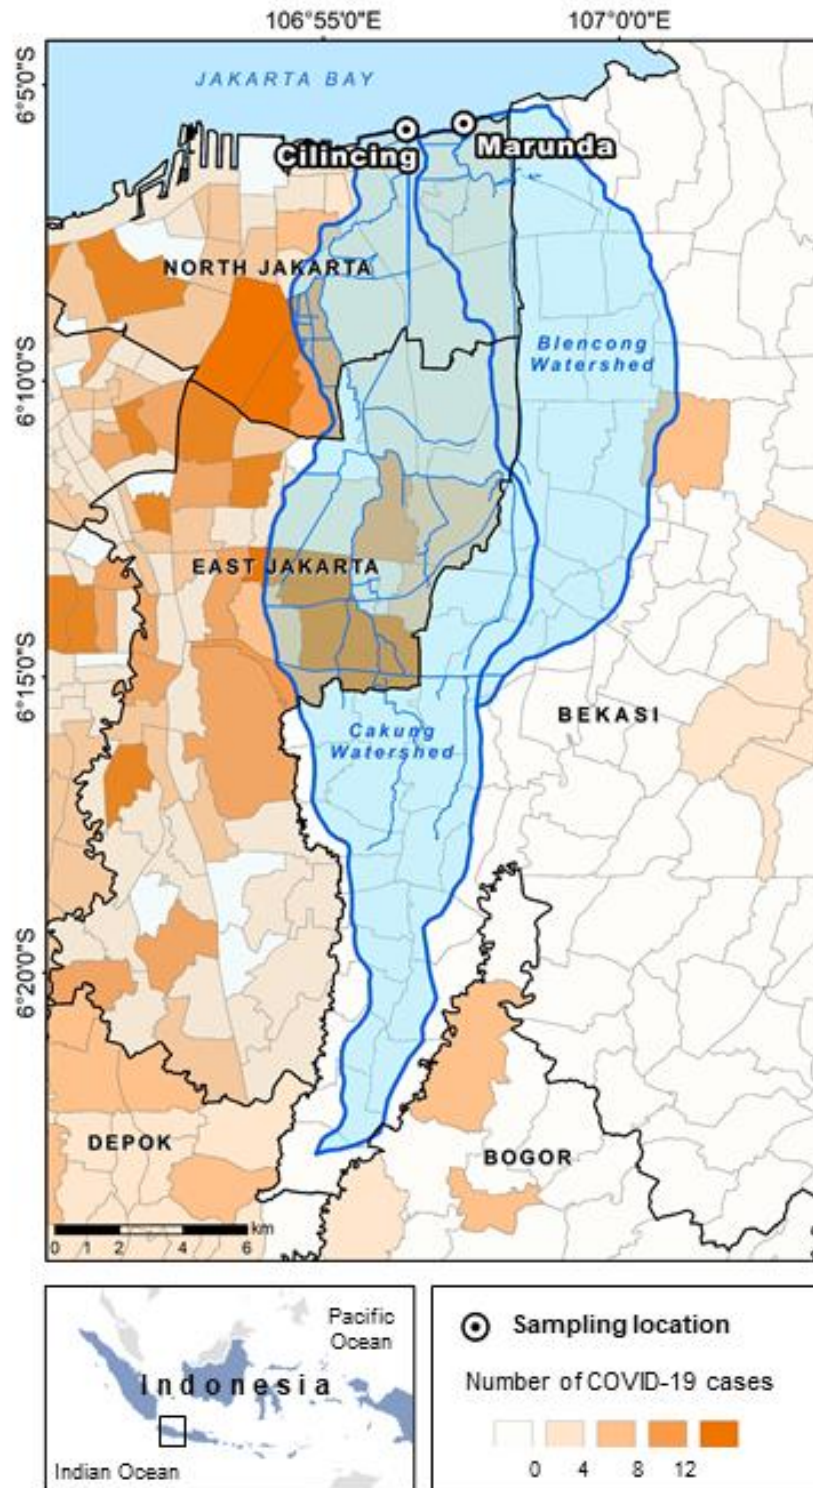 106°55'0"E 107°0'0"E
6°5'0"S
JAKARTA BAY
Cilincing
Marunda
NORTH JAKARTA
Blencong
Watershed
6°10'0"S
EAST JAKARTA
6°15'0"S
BEKASI
Cakung
Watershed
6°20'0"S
DEPOK
BOGOR
km
0 1 2 4 6
Pacific
Ocean
Indonesia
Indian Ocean
Sampling location
Number of COVID-19 cases
0 4 8 12